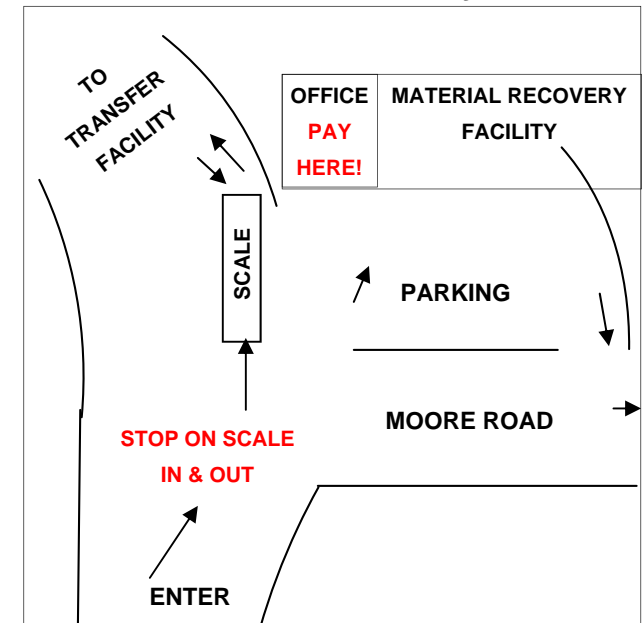 TO
TRANSFER
FACILITY
OFFICE
PAY
HERE!
MATERIAL RECOVERY
FACILITY
SCALE
PARKING
MOORE ROAD
STOP ON SCALE
IN & OUT
ENTER